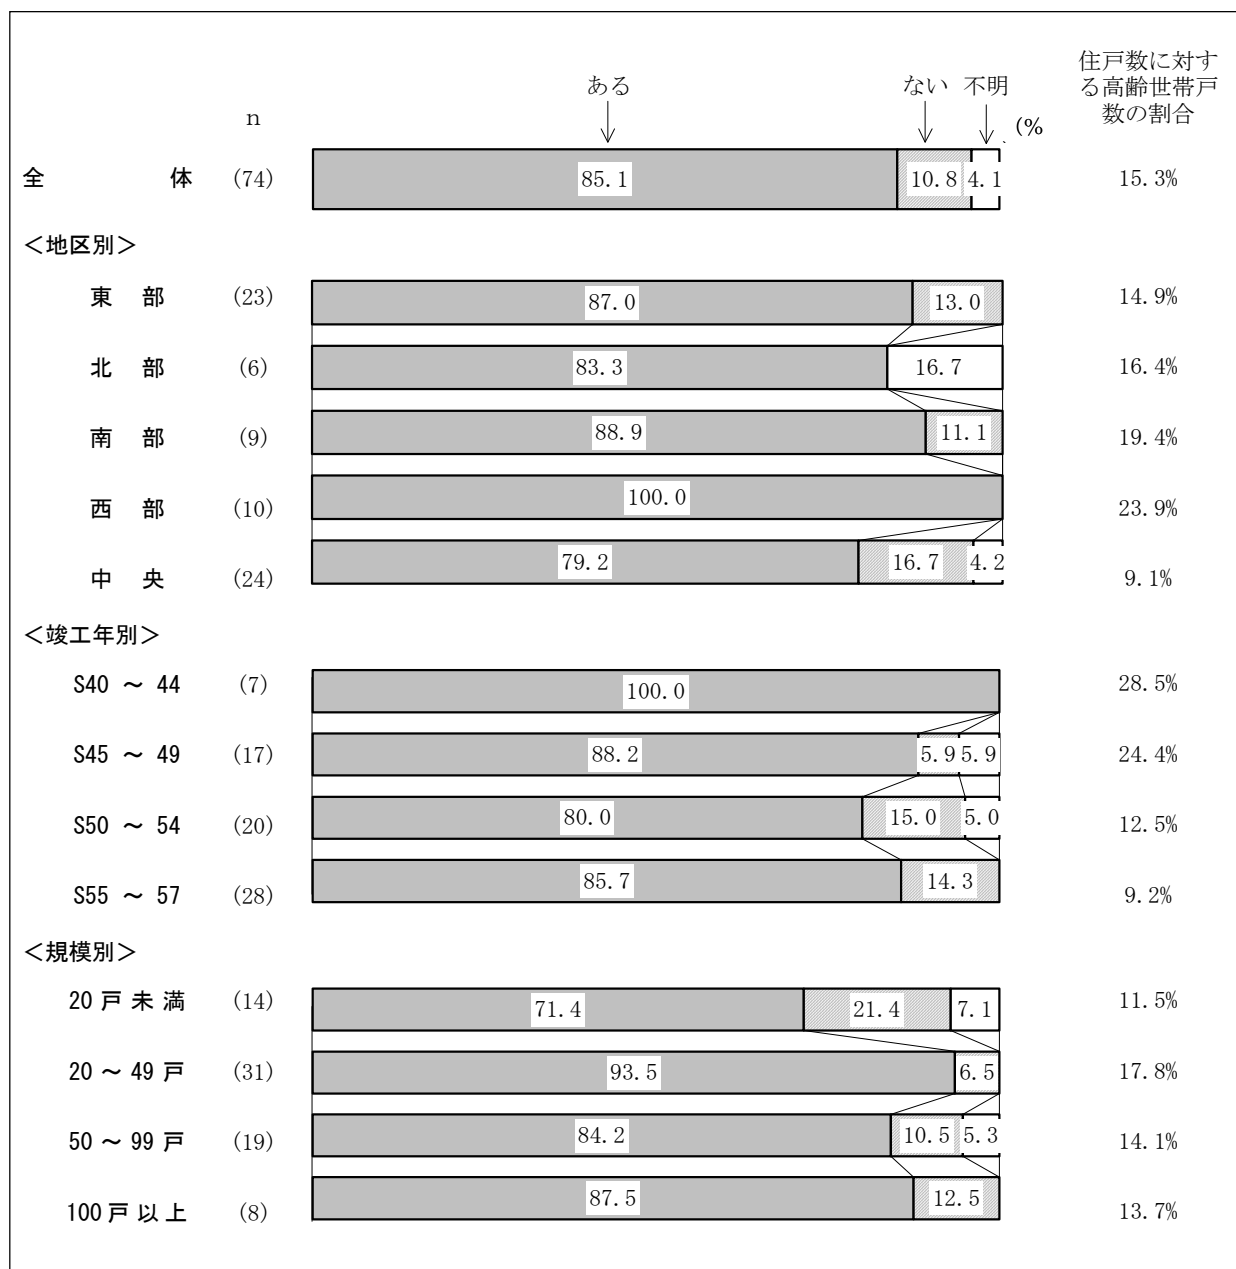 住戸数に対す
る高齢世帯戸
数の割合
ある ない 不明
n (%
全 体 (74) 85.1 10.8 4.1 15.3%
＜地区別＞
東 部 (23) 87.0 13.0 14.9%
北 部 (6) 83.3 16.7 16.4%
南 部 (9) 88.9 11.1 19.4%
西 部 (10) 100.0 23.9%
中 央 (24) 79.2 16.7 4.2 9.1%
＜竣工年別＞
S40 ～ 44 (7) 100.0 28.5%
S45 ～ 49 (17) 88.2 5.9 5.9 24.4%
S50 ～ 54 (20) 80.0 15.0 5.0 12.5%
S55 ～ 57 (28) 85.7 14.3 9.2%
＜規模別＞
20戸未満 (14) 71.4 21.4 7.1 11.5%
20～49戸 (31) 93.5 6.5 17.8%
50～99戸 (19) 84.2 10.5 5.3 14.1%
100戸以上 (8) 87.5 12.5 13.7%